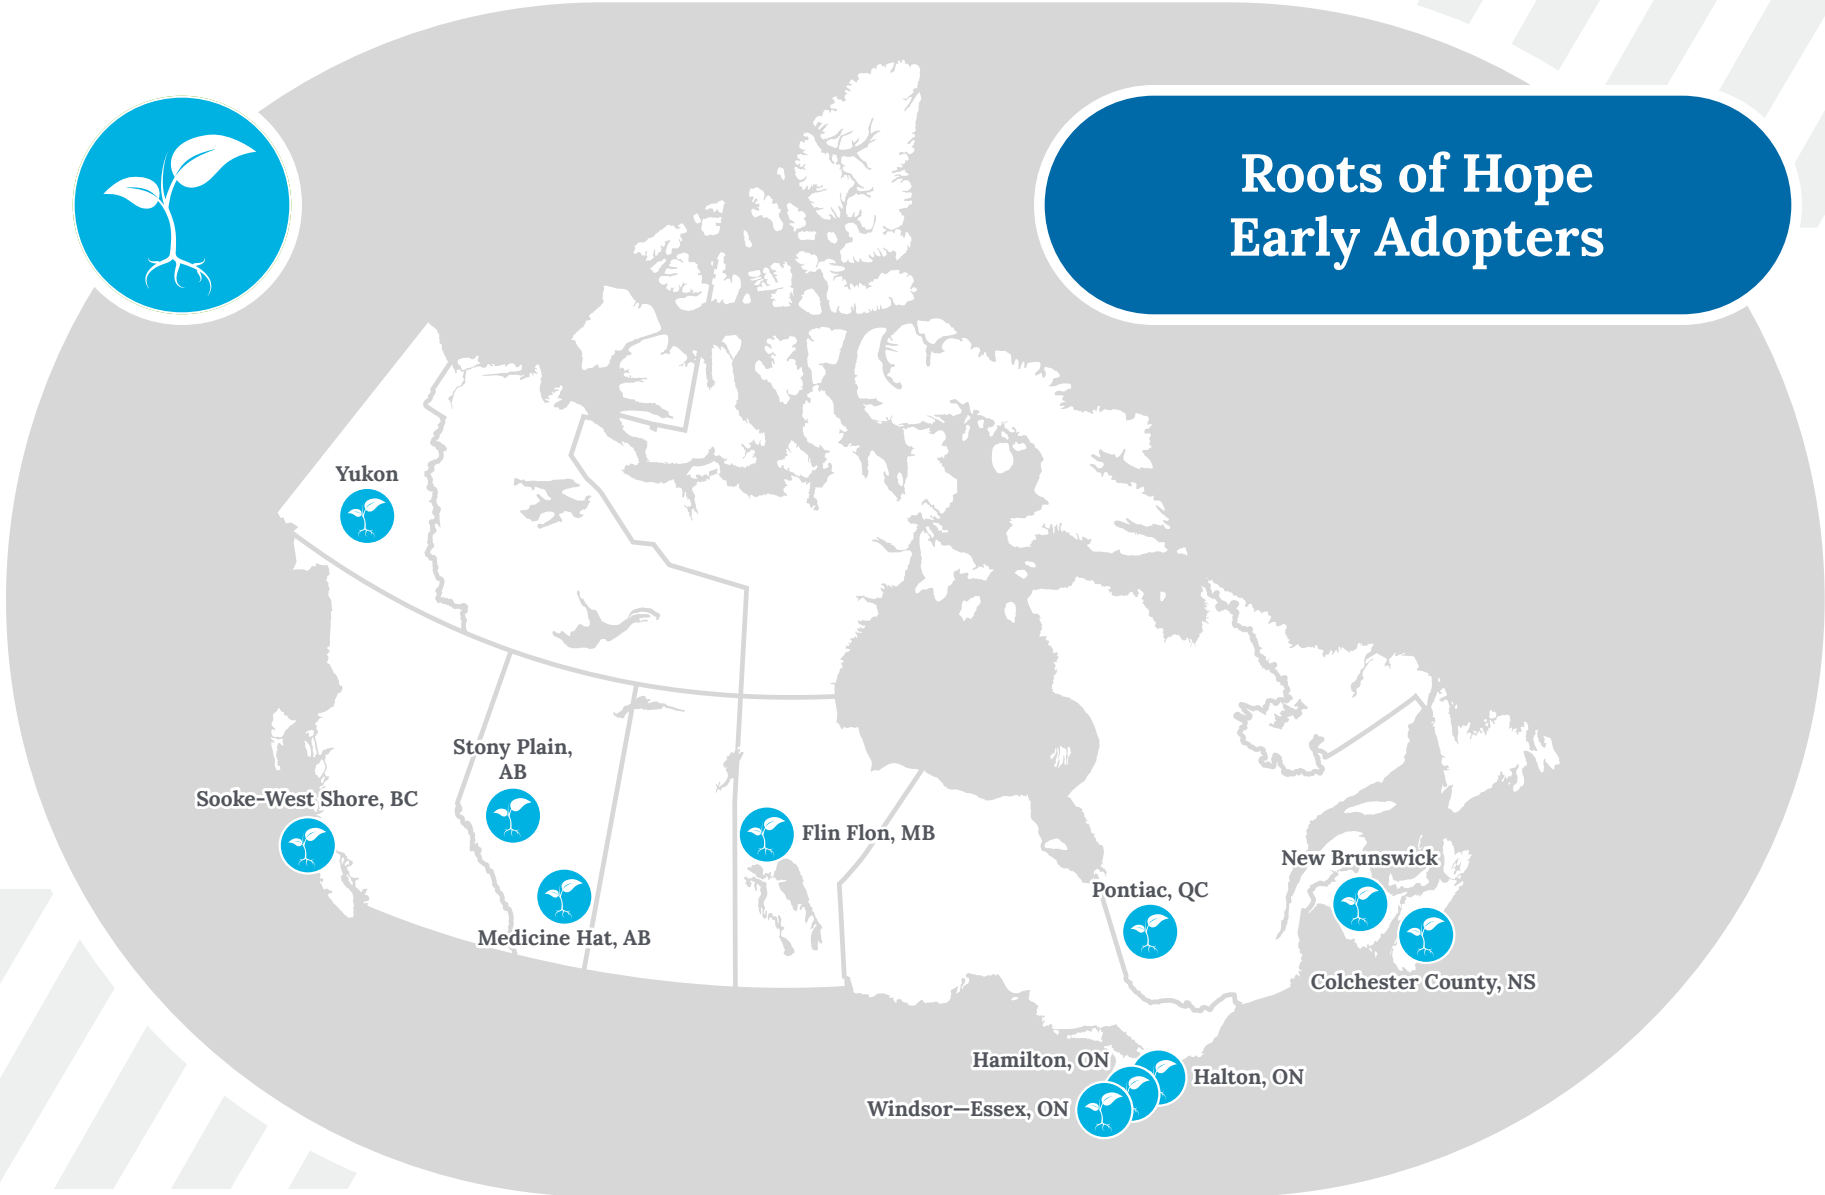 Roots of Hope
Early Adopters
Yukon
Stony Plain,
AB
Sooke-West Shore, BC
Flin Flon, MB
New Brunswick
Pontiac, QC
Medicine Hat, AB
Colchester County, NS
Hamilton, ON
Halton, ON
Windsor—Essex, ON